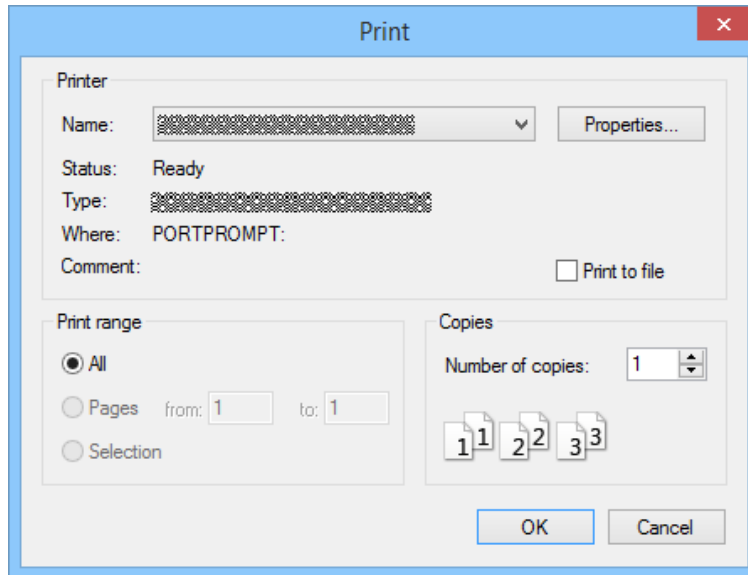 Print
Printer
Name:
Properties...
Status: Ready
Type:
Where: PORTPROMPT:
Comment:
Print to file
Print range
All
Pages from: 1 to: 1
Selection
Copies
Number of copies: 1
1 1 2 2 3 3
OK Cancel